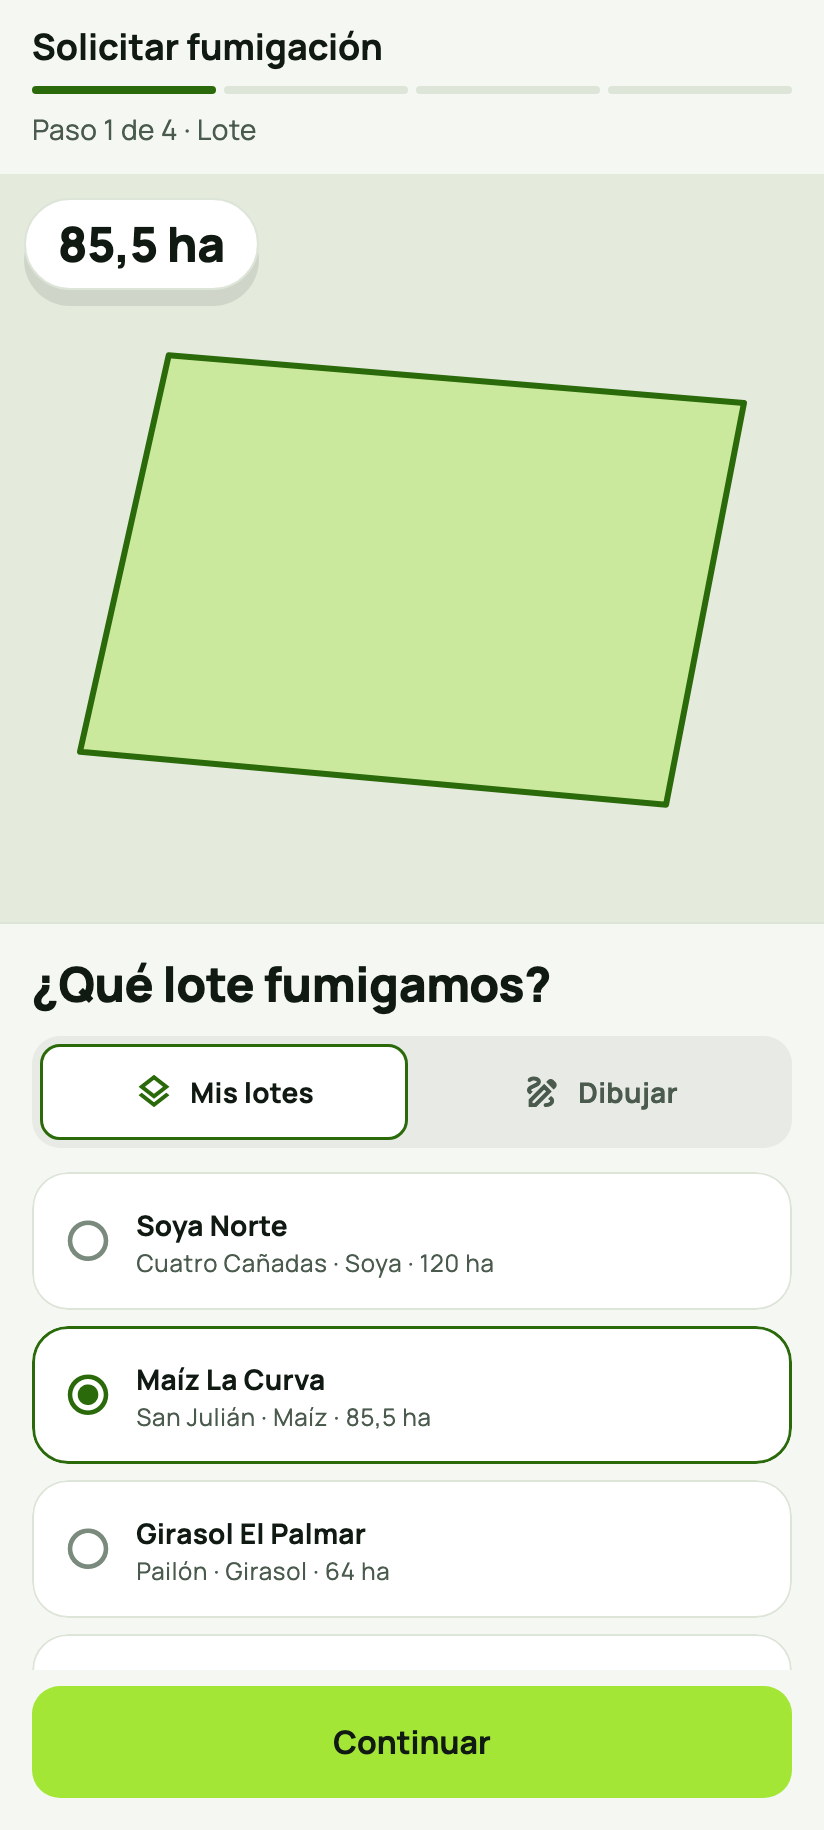 Solicitar fumigación
Paso 1 de 4 · Lote
85,5 ha
¿Qué lote fumigamos?
Mis lotes
Dibujar
Soya Norte
Cuatro Cañadas · Soya · 120 ha
Maíz La Curva
San Julián · Maíz · 85,5 ha
Girasol El Palmar
Pailón · Girasol · 64 ha
Continuar